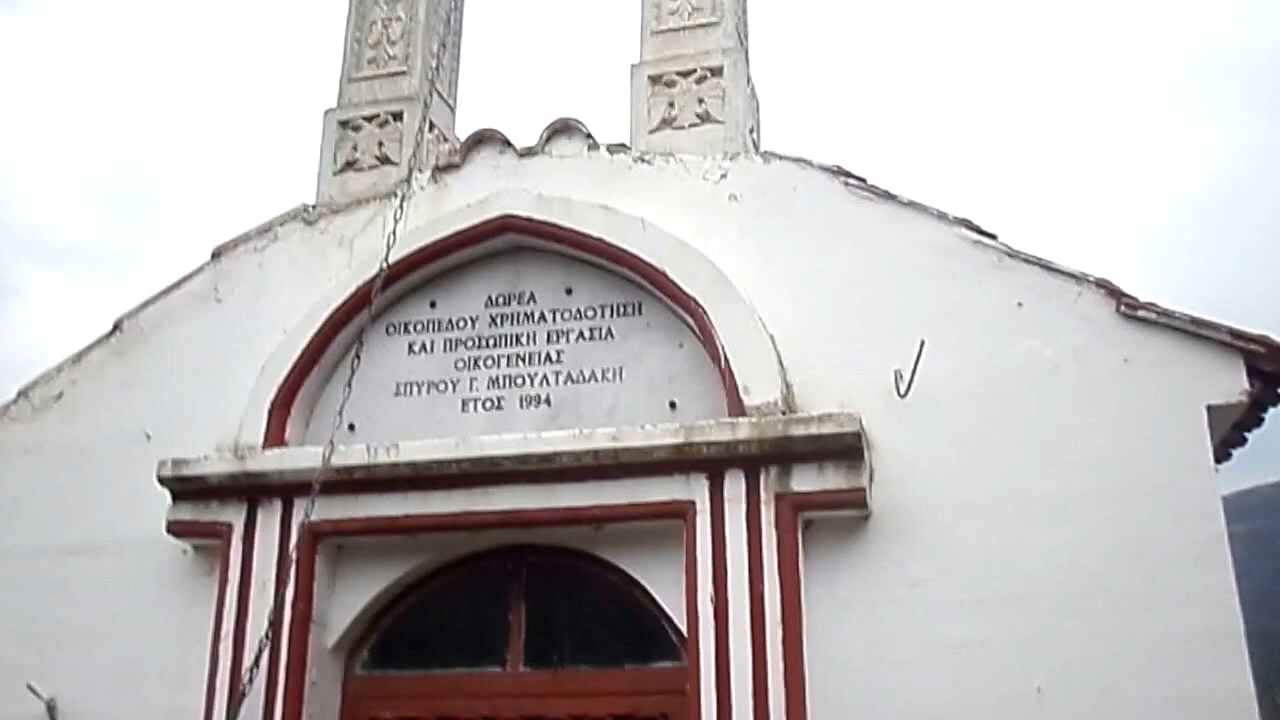 ΔΩΡΕΑ
ΟΙΚΟΠΕΔΟΥ ΧΡΗΜΑΤΟΔΟΤΗΣΗ
ΚΑΙ ΠΡΟΣΩΠΙΚΗ ΕΡΓΑΣΙΑ
ΟΙΚΟΓΕΝΕΙΑΣ
ΣΠΥΡΟΥ Γ. ΜΠΟΥΛΤΑΔΑΚΗ
ΕΤΟΣ 1994